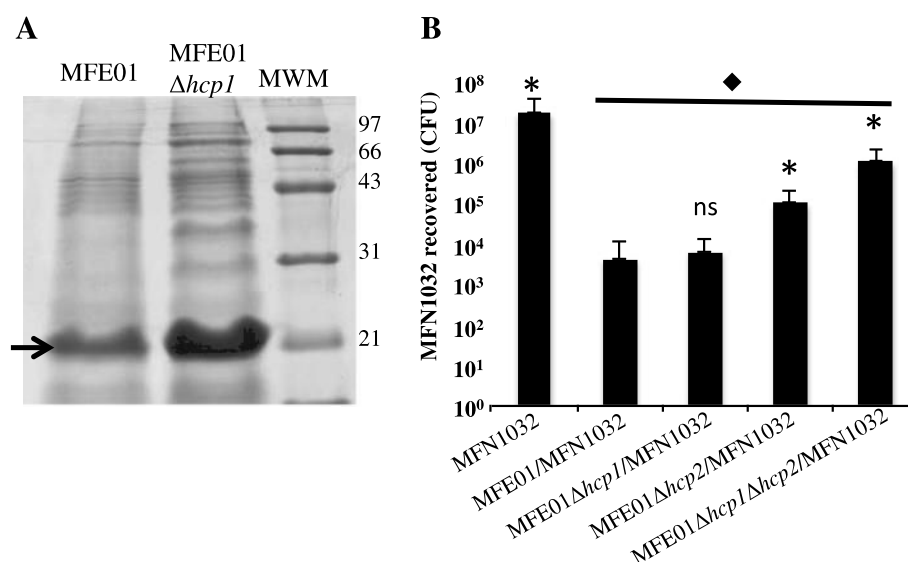 A
MFE01
MFE01
Δhcp1
MWM
97
66
43
31
21
B
MFN1032 recovered (CFU)
10⁸
10⁷
10⁶
10⁵
10⁴
10³
10²
10¹
10⁰
*
◆
ns
*
*
MFN1032
MFE01/MFN1032
MFE01Δhcp1/MFN1032
MFE01Δhcp2/MFN1032
MFE01Δhcp1Δhcp2/MFN1032